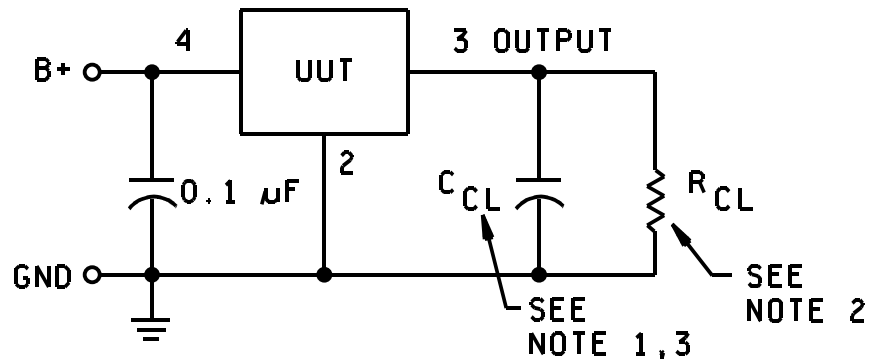 4
3 OUTPUT
B+
UUT
2
0.1 µF
C CL
R CL
GND
SEE
NOTE 2
SEE
NOTE 1,3